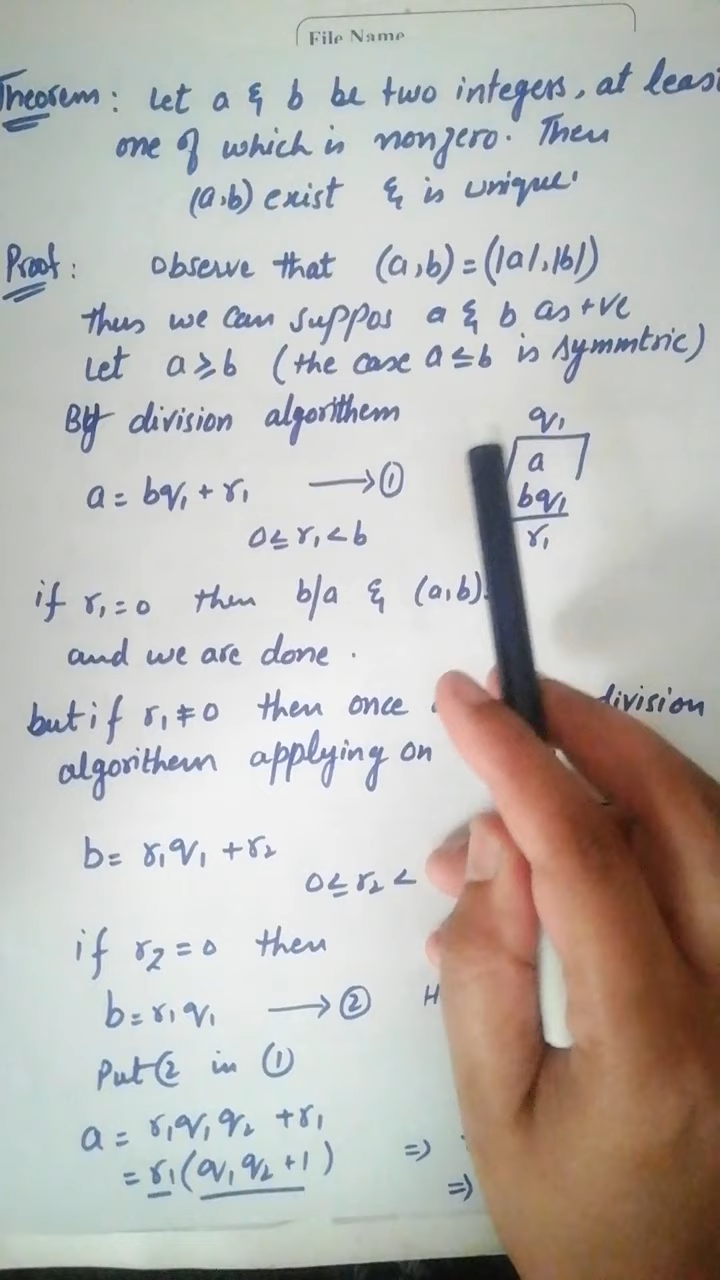 File Name
Theorem: Let a & b be two integers, at leas
one of which is nonzero. Then
(a,b) exist & is unique.
Proof: observe that (a,b) = (|a|,|b|)
thus we can suppos a & b as +ve
Let a ≥ b (the case a ≤ b is symmtric)
By division algorithem
q₁
a
bq₁
r₁
a = bq₁ + r₁ ⟶ ①
0 ≤ r₁ < b
if r₁ = 0 then b/a & (a,b)
and we are done.
but if r₁ ≠ 0 then once division
algorithem applying on
b = r₁q₁ + r₂
0 ≤ r₂ <
if r₂ = 0 then
b = r₁q₁ ⟶ ② H
Put ② in ①
a = r₁q₁q₂ + r₁
= r₁(q₁q₂ + 1) ⇒
⇒